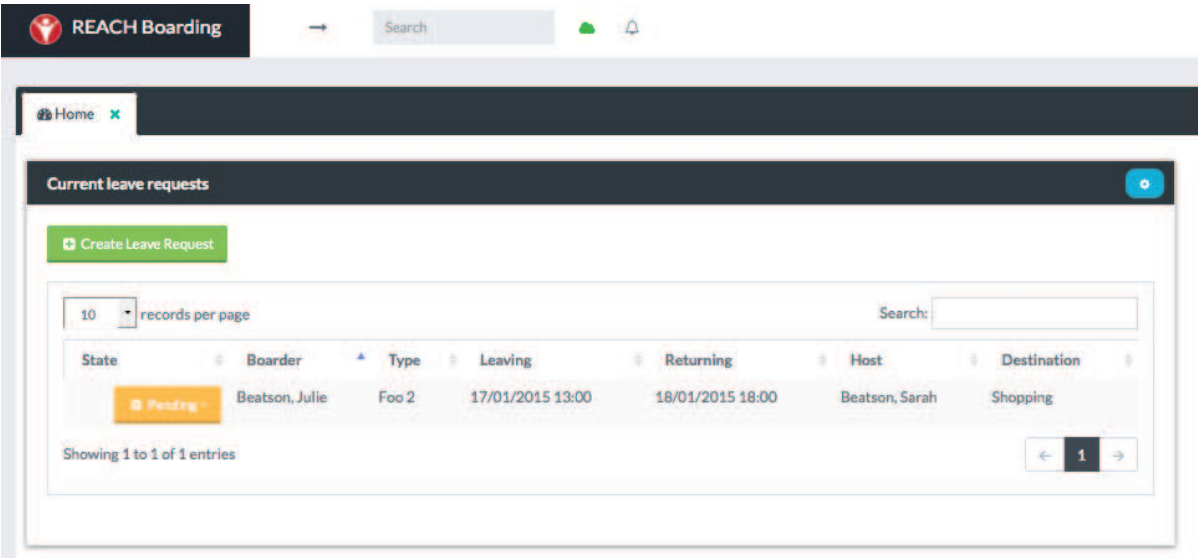 REACH Boarding
Search
Home
Current leave requests
Create Leave Request
10 records per page
Search:
State Boarder Type Leaving Returning Host Destination
Pending Beatson, Julie Foo 2 17/01/2015 13:00 18/01/2015 18:00 Beatson, Sarah Shopping
Showing 1 to 1 of 1 entries
← 1 →